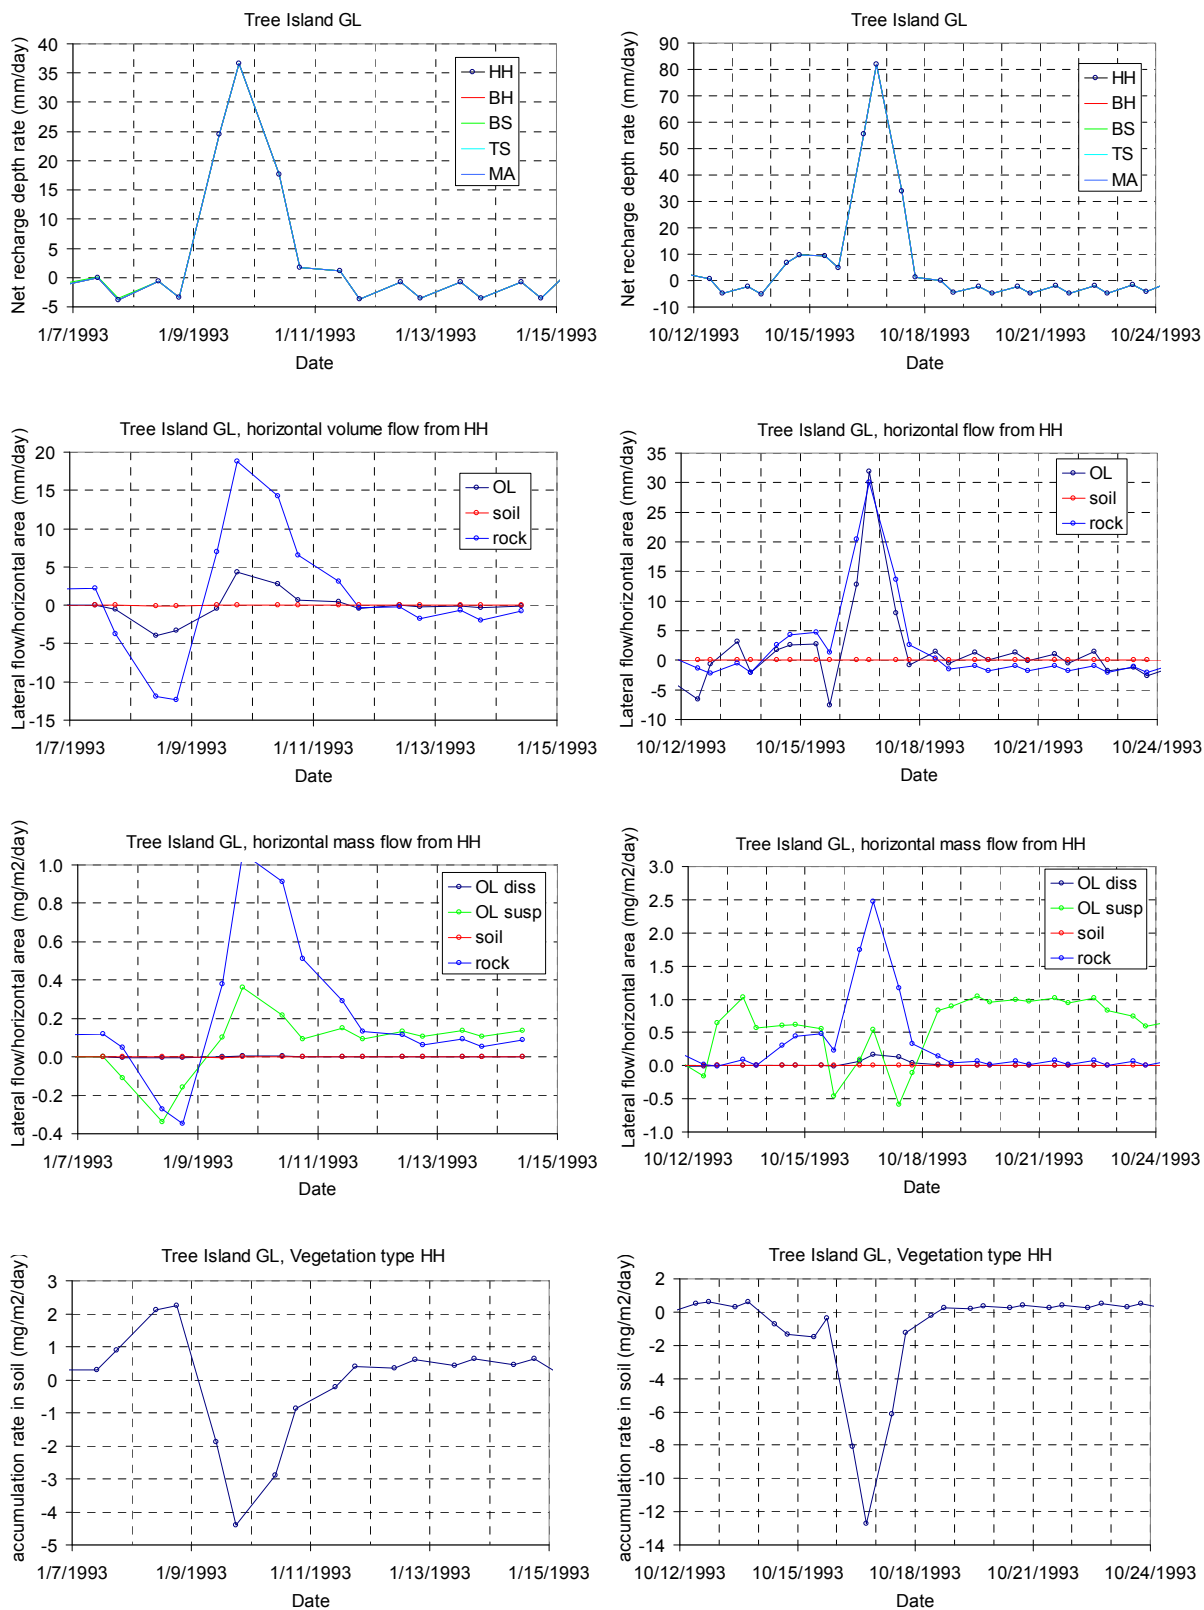 Tree Island GL
Net recharge depth rate (mm/day)
40
35
30
25
20
15
10
5
0
-5
HH
BH
BS
TS
MA
1/7/1993 1/9/1993 1/11/1993 1/13/1993 1/15/1993
Date
Tree Island GL
Net recharge depth rate (mm/day)
90
80
70
60
50
40
30
20
10
0
-10
HH
BH
BS
TS
MA
10/12/1993 10/15/1993 10/18/1993 10/21/1993 10/24/1993
Date
Tree Island GL, horizontal volume flow from HH
Lateral flow/horizontal area (mm/day)
20
15
10
5
0
-5
-10
-15
OL
soil
rock
1/7/1993 1/9/1993 1/11/1993 1/13/1993 1/15/1993
Date
Tree Island GL, horizontal flow from HH
Lateral flow/horizontal area (mm/day)
35
30
25
20
15
10
5
0
-5
-10
OL
soil
rock
10/12/1993 10/15/1993 10/18/1993 10/21/1993 10/24/1993
Date
Tree Island GL, horizontal mass flow from HH
Lateral flow/horizontal area (mg/m2/day)
1.0
0.8
0.6
0.4
0.2
0.0
-0.2
-0.4
OL diss
OL susp
soil
rock
1/7/1993 1/9/1993 1/11/1993 1/13/1993 1/15/1993
Date
Tree Island GL, horizontal mass flow from HH
Lateral flow/horizontal area (mg/m2/day)
3.0
2.5
2.0
1.5
1.0
0.5
0.0
-0.5
-1.0
OL diss
OL susp
soil
rock
10/12/1993 10/15/1993 10/18/1993 10/21/1993 10/24/1993
Date
Tree Island GL, Vegetation type HH
accumulation rate in soil (mg/m2/day)
3
2
1
0
-1
-2
-3
-4
-5
1/7/1993 1/9/1993 1/11/1993 1/13/1993 1/15/1993
Date
Tree Island GL, Vegetation type HH
accumulation rate in soil (mg/m2/day)
2
0
-2
-4
-6
-8
-10
-12
-14
10/12/1993 10/15/1993 10/18/1993 10/21/1993 10/24/1993
Date